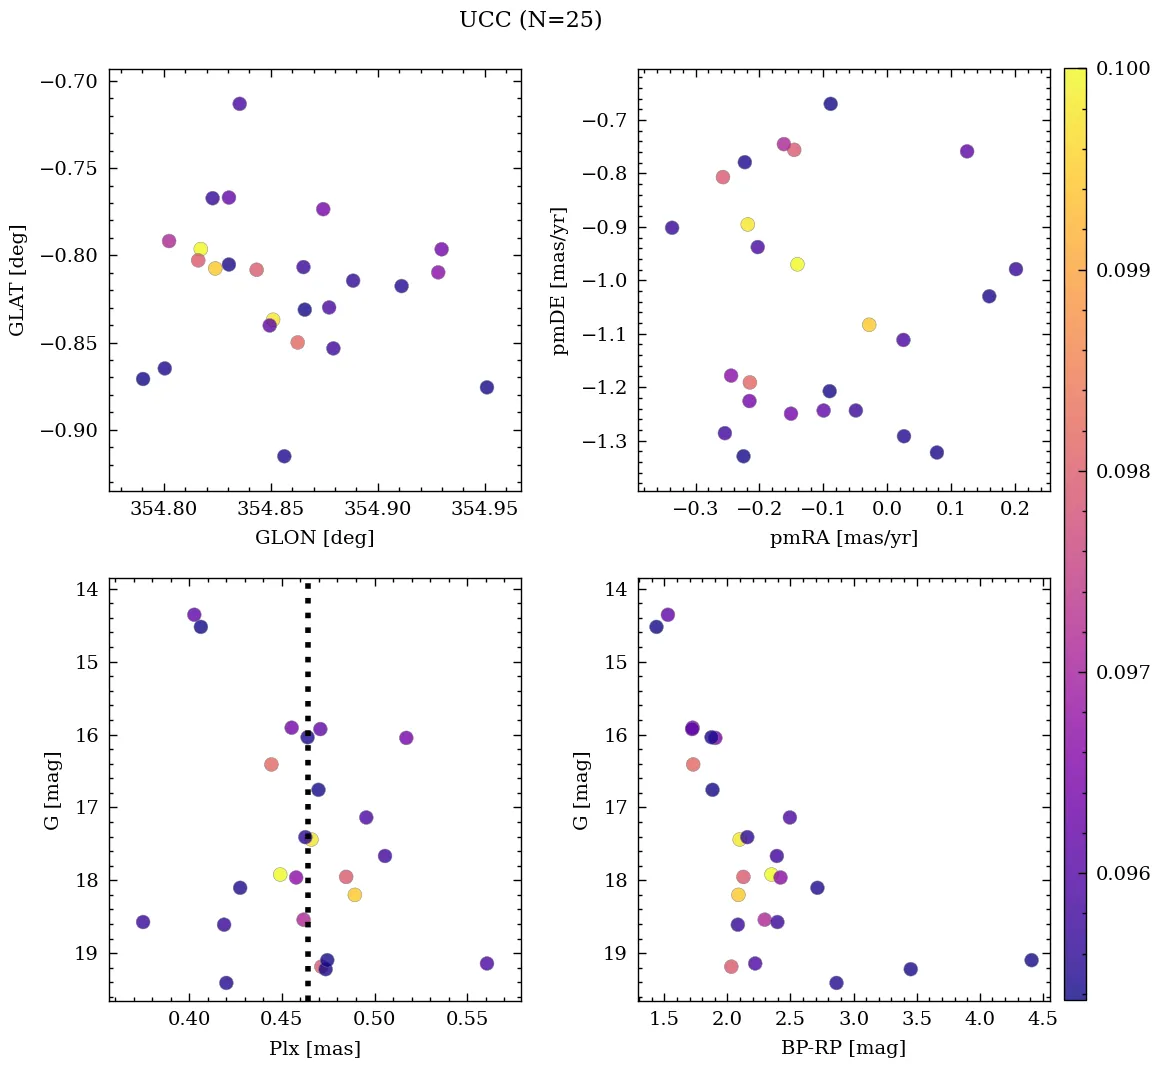 UCC (N=25)
−0.70
−0.75
−0.80
−0.85
−0.90
GLAT [deg]
354.80 354.85 354.90 354.95
GLON [deg]
−0.7
−0.8
−0.9
−1.0
−1.1
−1.2
−1.3
pmDE [mas/yr]
−0.3 −0.2 −0.1 0.0 0.1 0.2
pmRA [mas/yr]
0.100
0.099
0.098
0.097
0.096
14
15
16
17
18
19
G [mag]
0.40 0.45 0.50 0.55
Plx [mas]
14
15
16
17
18
19
G [mag]
1.5 2.0 2.5 3.0 3.5 4.0 4.5
BP-RP [mag]